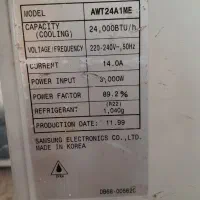 MODEL AWT24A1ME
CAPACITY (COOLING) 24,000BTU/h
VOLTAGE/FREQUENCY 220-240V~,50Hz
CURRENT 14.0A
POWER INPUT 3,000W
POWER FACTOR 89.2%
REFRIGERANT (R22) 1,040g
PRODUCTION DATE 11.99
SAMSUNG ELECTRONICS CO.,LTD.
MADE IN KOREA